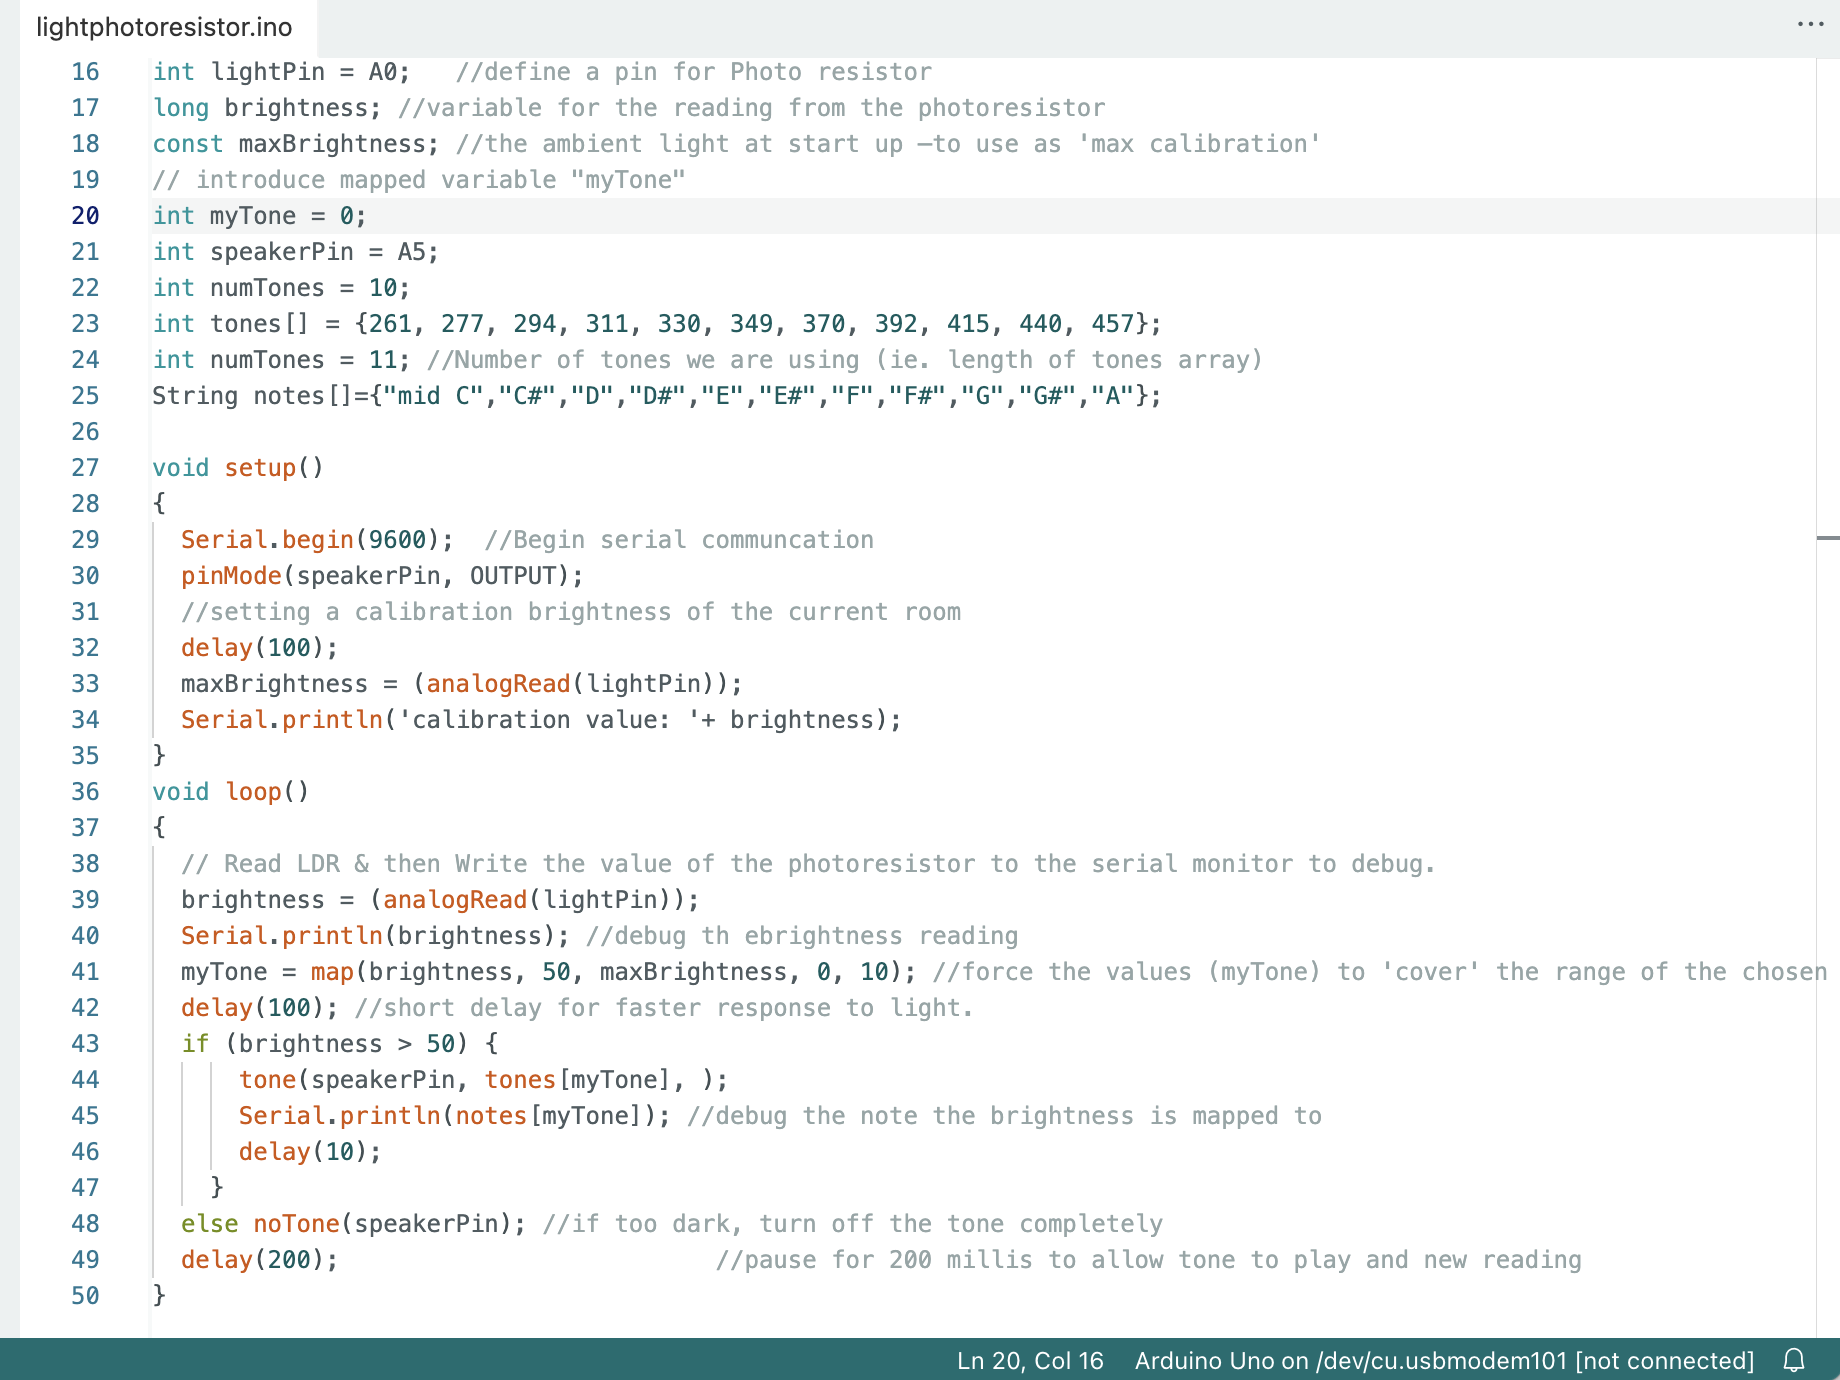 lightphotoresistor.ino
16 int lightPin = A0;   //define a pin for Photo resistor
17 long brightness; //variable for the reading from the photoresistor
18 const maxBrightness; //the ambient light at start up –to use as 'max calibration'
19 // introduce mapped variable "myTone"
20 int myTone = 0;
21 int speakerPin = A5;
22 int numTones = 10;
23 int tones[] = {261, 277, 294, 311, 330, 349, 370, 392, 415, 440, 457};
24 int numTones = 11; //Number of tones we are using (ie. length of tones array)
25 String notes[]={"mid C","C#","D","D#","E","E#","F","F#","G","G#","A"};
26
27 void setup()
28 {
29   Serial.begin(9600);  //Begin serial communcation
30   pinMode(speakerPin, OUTPUT);
31   //setting a calibration brightness of the current room
32   delay(100);
33   maxBrightness = (analogRead(lightPin));
34   Serial.println('calibration value: '+ brightness);
35 }
36 void loop()
37 {
38   // Read LDR & then Write the value of the photoresistor to the serial monitor to debug.
39   brightness = (analogRead(lightPin));
40   Serial.println(brightness); //debug th ebrightness reading
41   myTone = map(brightness, 50, maxBrightness, 0, 10); //force the values (myTone) to 'cover' the range of the chosen
42   delay(100); //short delay for faster response to light.
43   if (brightness > 50) {
44       tone(speakerPin, tones[myTone], );
45       Serial.println(notes[myTone]); //debug the note the brightness is mapped to
46       delay(10);
47     }
48   else noTone(speakerPin); //if too dark, turn off the tone completely
49   delay(200);                          //pause for 200 millis to allow tone to play and new reading
50 }
Ln 20, Col 16   Arduino Uno on /dev/cu.usbmodem101 [not connected]